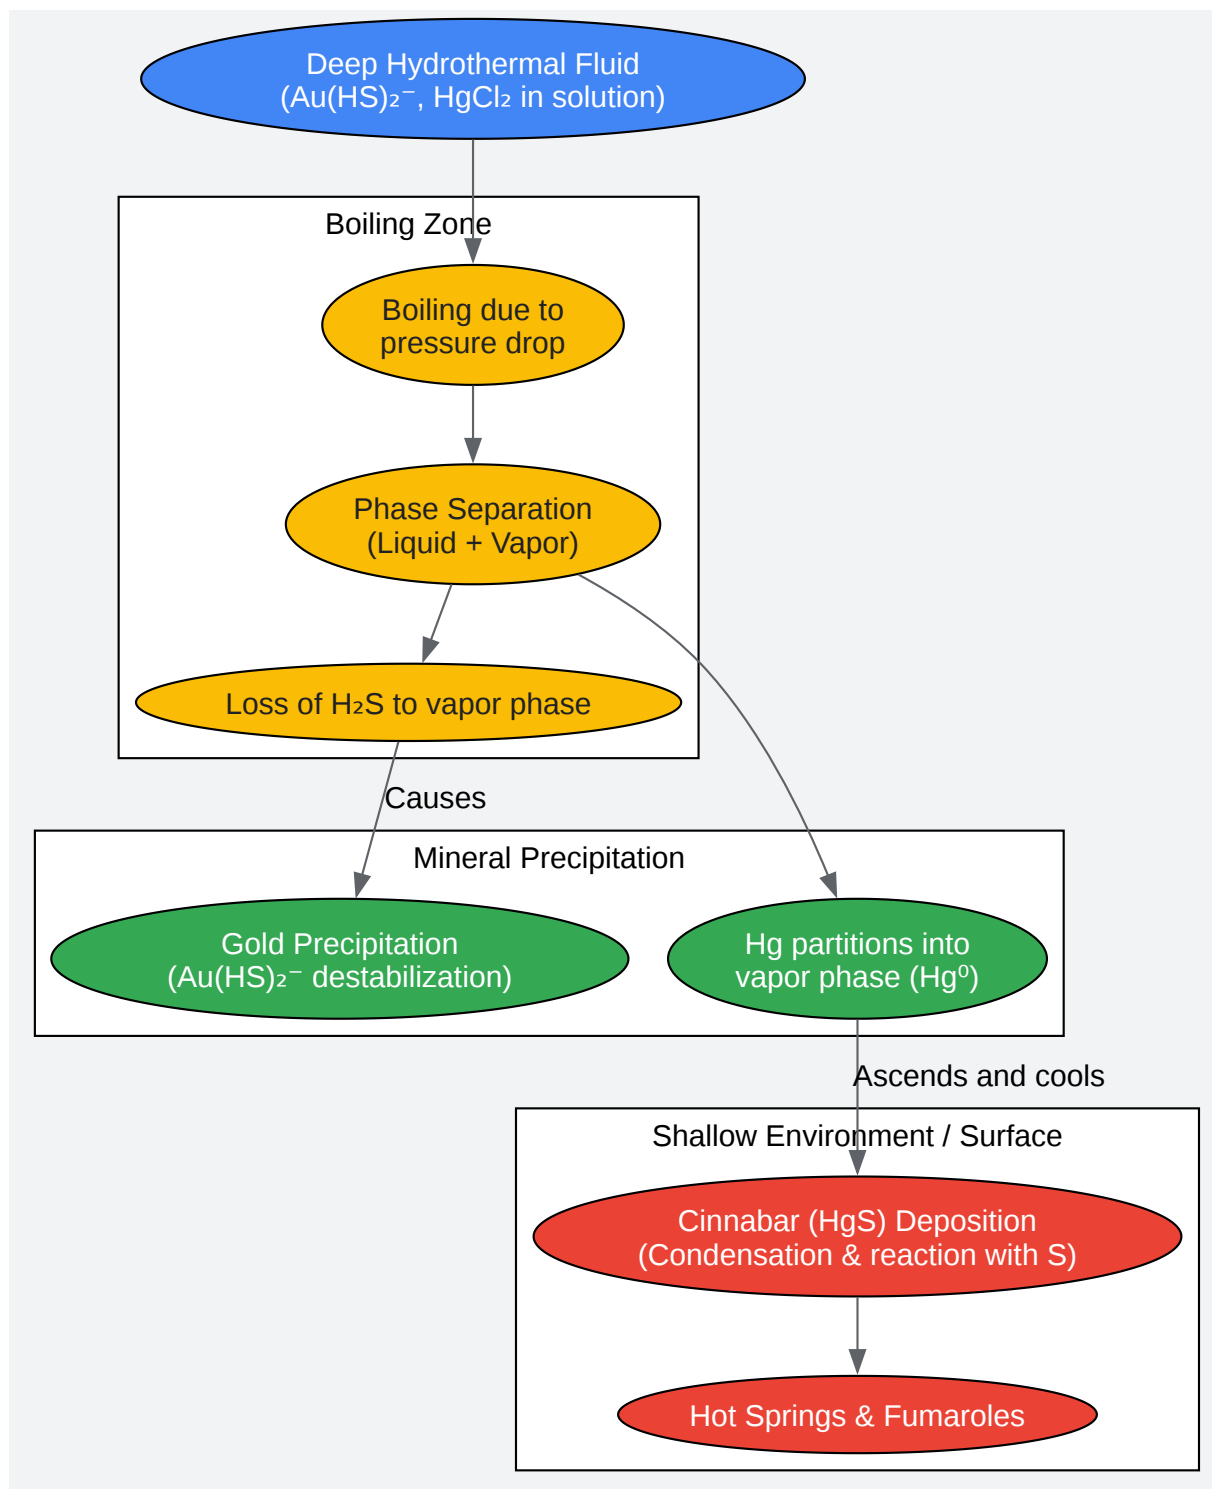 Deep Hydrothermal Fluid
(Au(HS)₂⁻, HgCl₂ in solution)
Boiling Zone
Boiling due to
pressure drop
Phase Separation
(Liquid + Vapor)
Loss of H₂S to vapor phase
Causes
Mineral Precipitation
Gold Precipitation
(Au(HS)₂⁻ destabilization)
Hg partitions into
vapor phase (Hg⁰)
Ascends and cools
Shallow Environment / Surface
Cinnabar (HgS) Deposition
(Condensation & reaction with S)
Hot Springs & Fumaroles